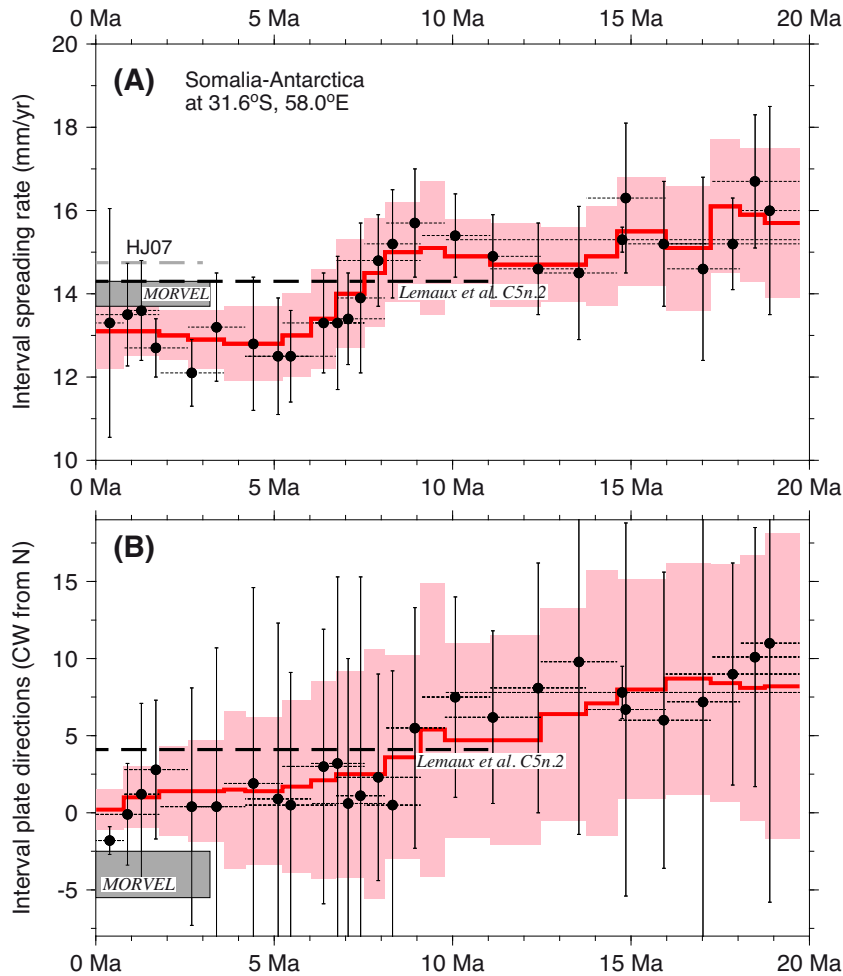 0 Ma 5 Ma 10 Ma 15 Ma 20 Ma
20
18
16
14
12
10
Interval spreading rate (mm/yr)
(A) Somalia-Antarctica
at 31.6°S, 58.0°E
HJ07
MORVEL
Lemaux et al. C5n.2
0 Ma 5 Ma 10 Ma 15 Ma 20 Ma
15
10
5
0
-5
Interval plate directions (CW from N)
(B)
Lemaux et al. C5n.2
MORVEL
0 Ma 5 Ma 10 Ma 15 Ma 20 Ma